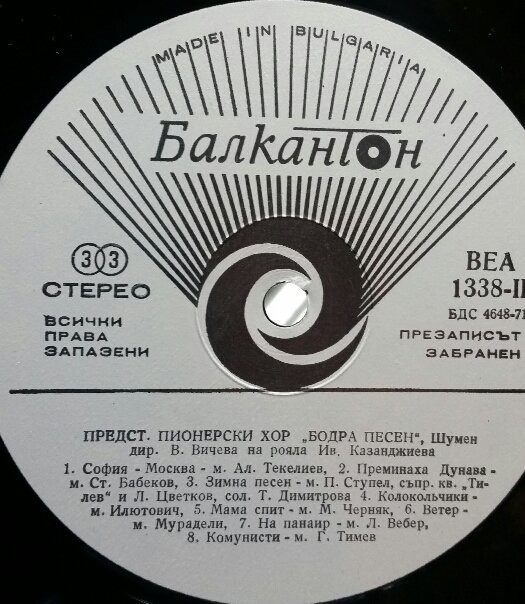 MADE IN BULGARIA
Балкантон
33
СТЕРЕО
ВСИЧКИ
ПРАВА
ЗАПАЗЕНИ
ВЕА
1338-II
БДС 4648-71
ПРЕЗАПИСЪТ
ЗАБРАНЕН
ПРЕДСТ. ПИОНЕРСКИ ХОР „БОДРА ПЕСЕН“, Шумен
дир. В. Вичева на рояла Ив. Казанджиева
1. София - Москва - м. Ал. Текелиев, 2. Преминаха Дунава -
м. Ст. Бабеков, 3. Зимна песен - м. П. Ступел, съпр. кв. „Ти-
лев“ и Л. Цветков, сол. Т. Димитрова 4. Колокольчики -
м. Илютович, 5. Мама спит - м. М. Черняк, 6. Ветер -
м. Мурадели, 7. На панаир - м. Л. Вебер,
8. Комунисти - м. Г. Тимев